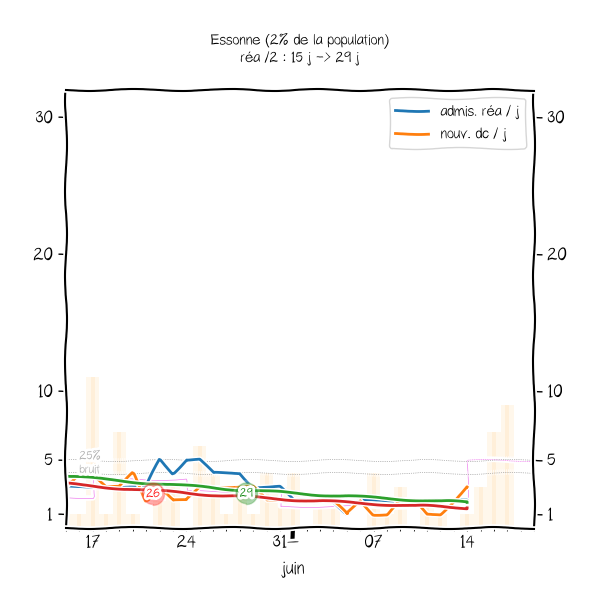 Essonne (2% de la population)
réa /2 : 15 j -> 29 j
admis. réa / j
nouv. dc / j
30 30
20 20
10 10
5 5
25%
bruit
26 29
1 1
17 24 31 07 14
juin